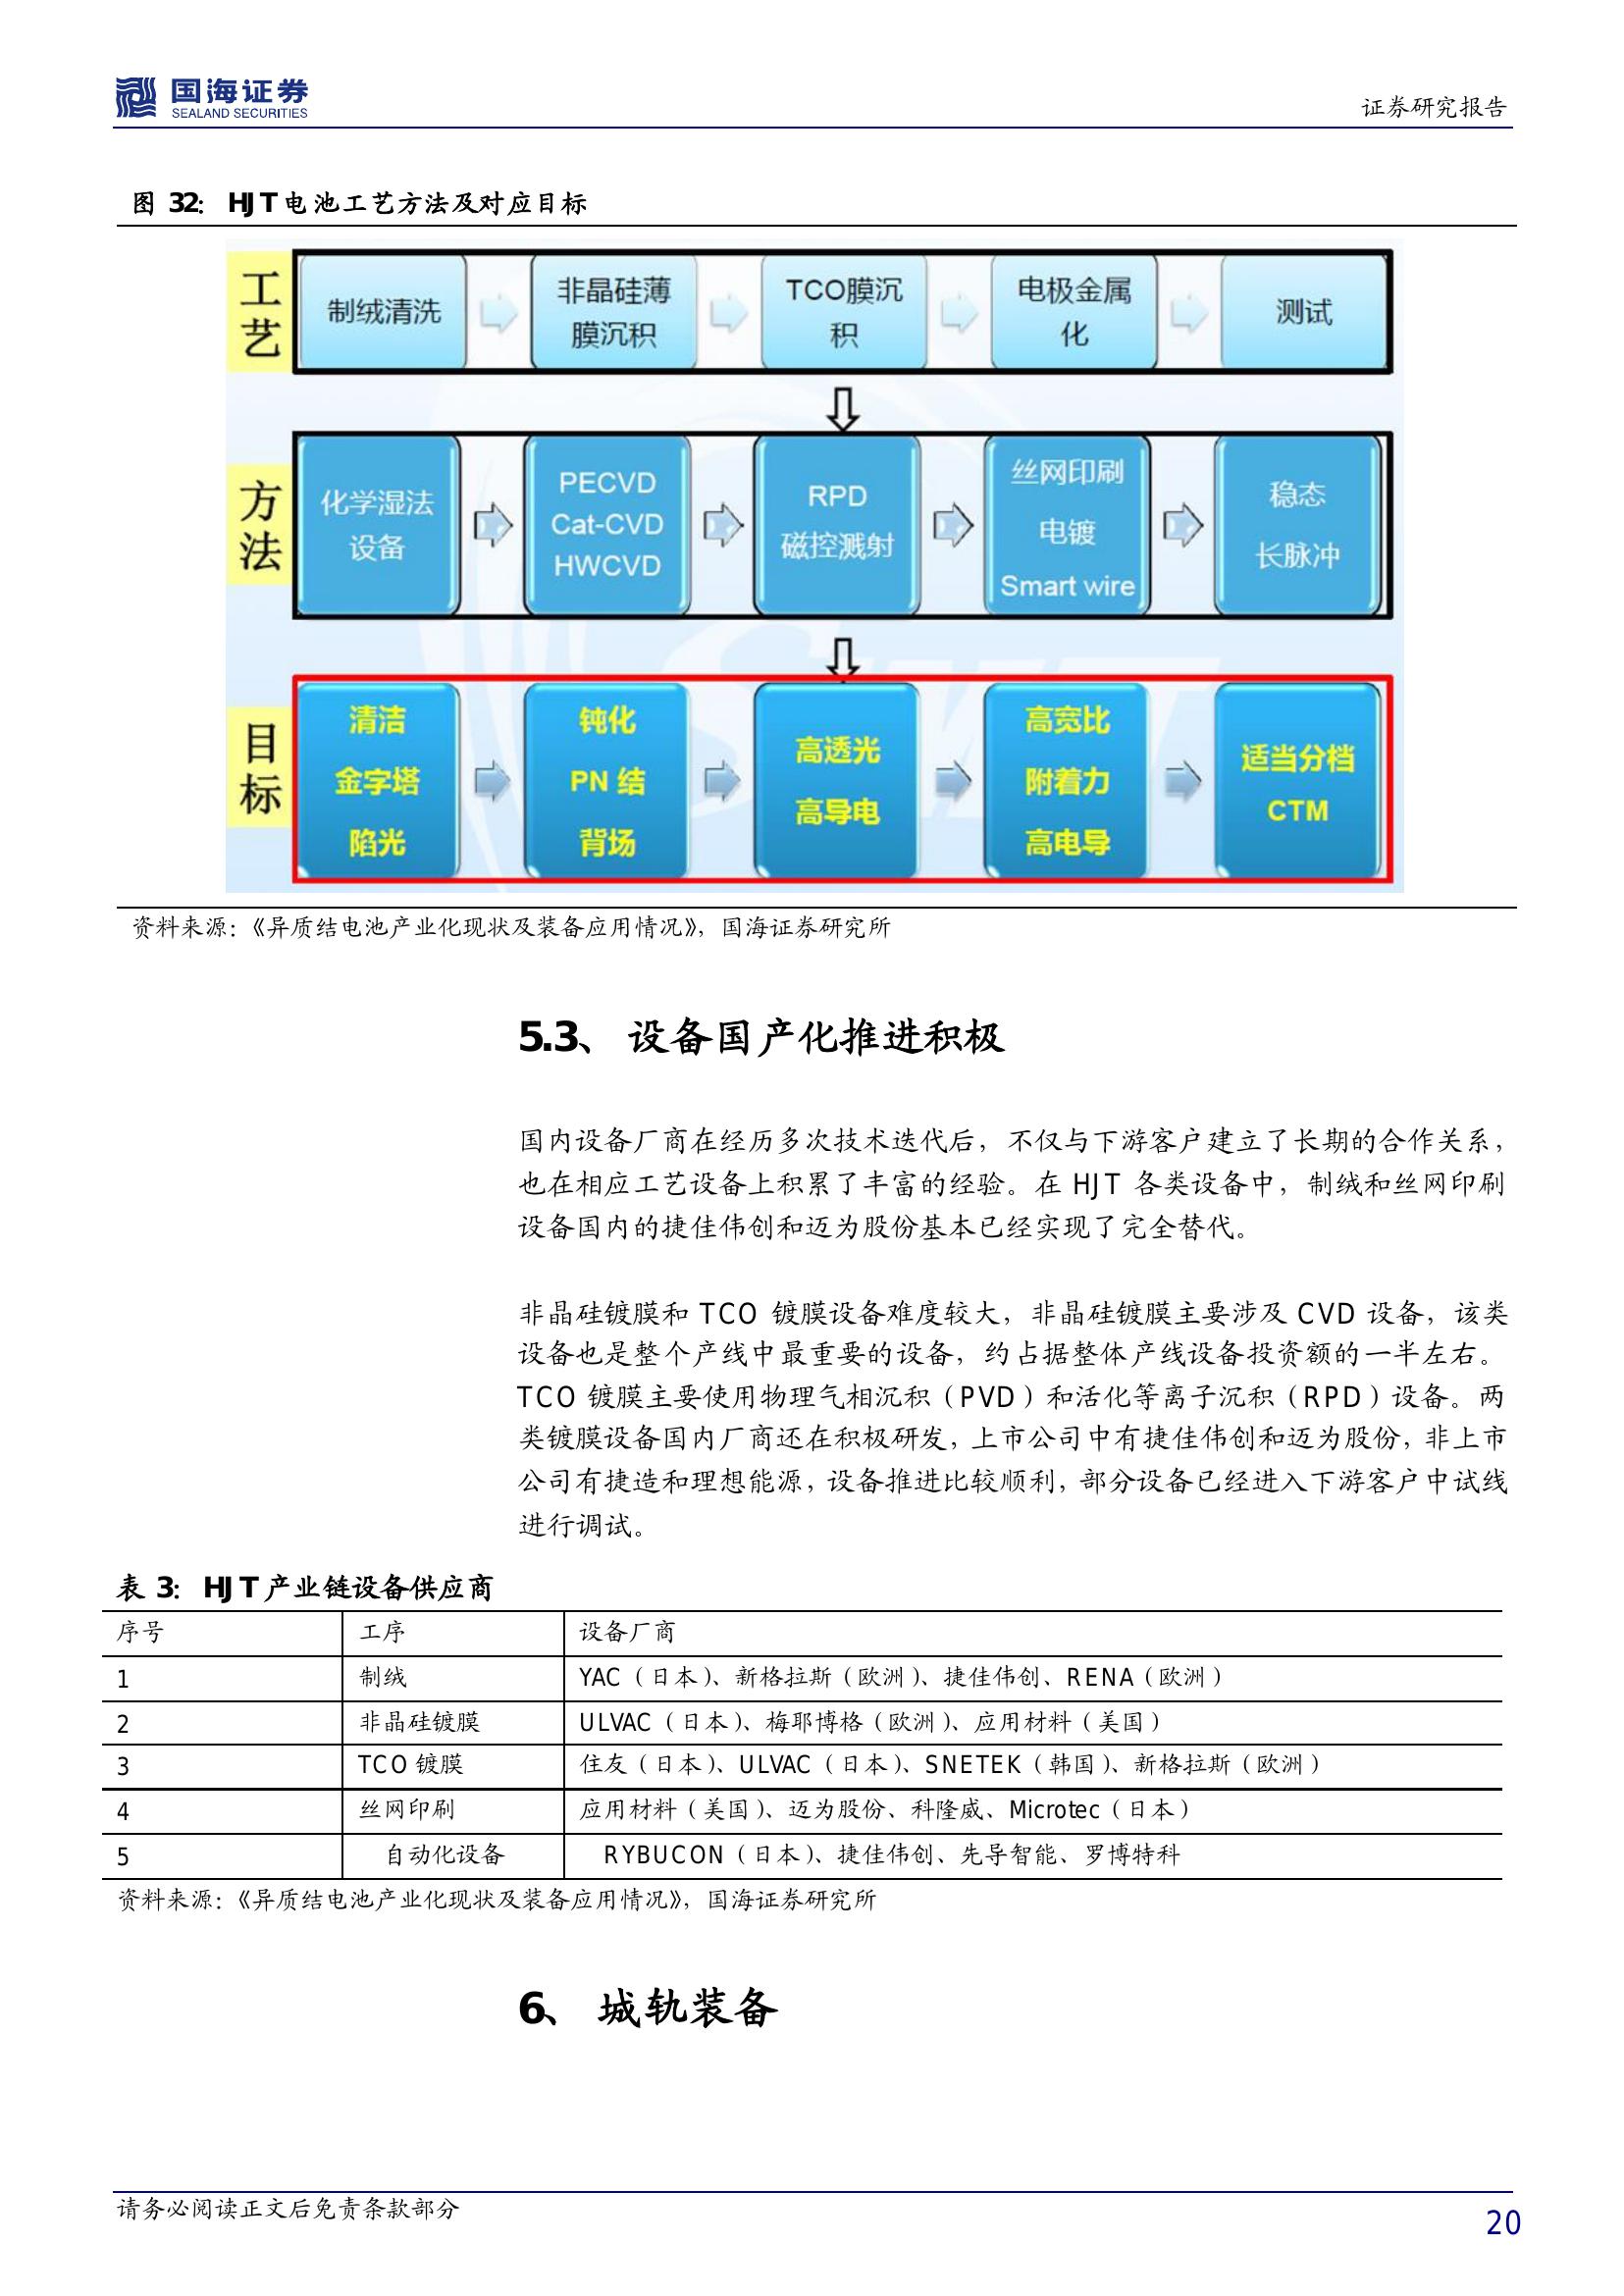 国海证券
SEALAND SECURITIES
证券研究报告
图 32: HJT 电池工艺方法及对应目标
工艺
制绒清洗
非晶硅薄
膜沉积
TCO膜沉
积
电极金属
化
测试
方法
化学湿法
设备
PECVD
Cat-CVD
HWCVD
RPD
磁控溅射
丝网印刷
电镀
Smart wire
稳态
长脉冲
目标
清洁
金字塔
陷光
钝化
PN 结
背场
高透光
高导电
高宽比
附着力
高电导
适当分档
CTM
资料来源:《异质结电池产业化现状及装备应用情况》，国海证券研究所
5.3、 设备国产化推进积极
国内设备厂商在经历多次技术迭代后，不仅与下游客户建立了长期的合作关系，
也在相应工艺设备上积累了丰富的经验。在 HJT 各类设备中，制绒和丝网印刷
设备国内的捷佳伟创和迈为股份基本已经实现了完全替代。
非晶硅镀膜和 TCO 镀膜设备难度较大，非晶硅镀膜主要涉及 CVD 设备，该类
设备也是整个产线中最重要的设备，约占据整体产线设备投资额的一半左右。
TCO 镀膜主要使用物理气相沉积（PVD）和活化等离子沉积（RPD）设备。两
类镀膜设备国内厂商还在积极研发，上市公司中有捷佳伟创和迈为股份，非上市
公司有捷造和理想能源，设备推进比较顺利，部分设备已经进入下游客户中试线
进行调试。
表 3: HJT 产业链设备供应商
序号 工序 设备厂商
1 制绒 YAC（日本）、新格拉斯（欧洲）、捷佳伟创、RENA（欧洲）
2 非晶硅镀膜 ULVAC（日本）、梅耶博格（欧洲）、应用材料（美国）
3 TCO 镀膜 住友（日本）、ULVAC（日本）、SNETEK（韩国）、新格拉斯（欧洲）
4 丝网印刷 应用材料（美国）、迈为股份、科隆威、Microtec（日本）
5 自动化设备 RYBUCON（日本）、捷佳伟创、先导智能、罗博特科
资料来源:《异质结电池产业化现状及装备应用情况》，国海证券研究所
6、 城轨装备
请务必阅读正文后免责条款部分
20